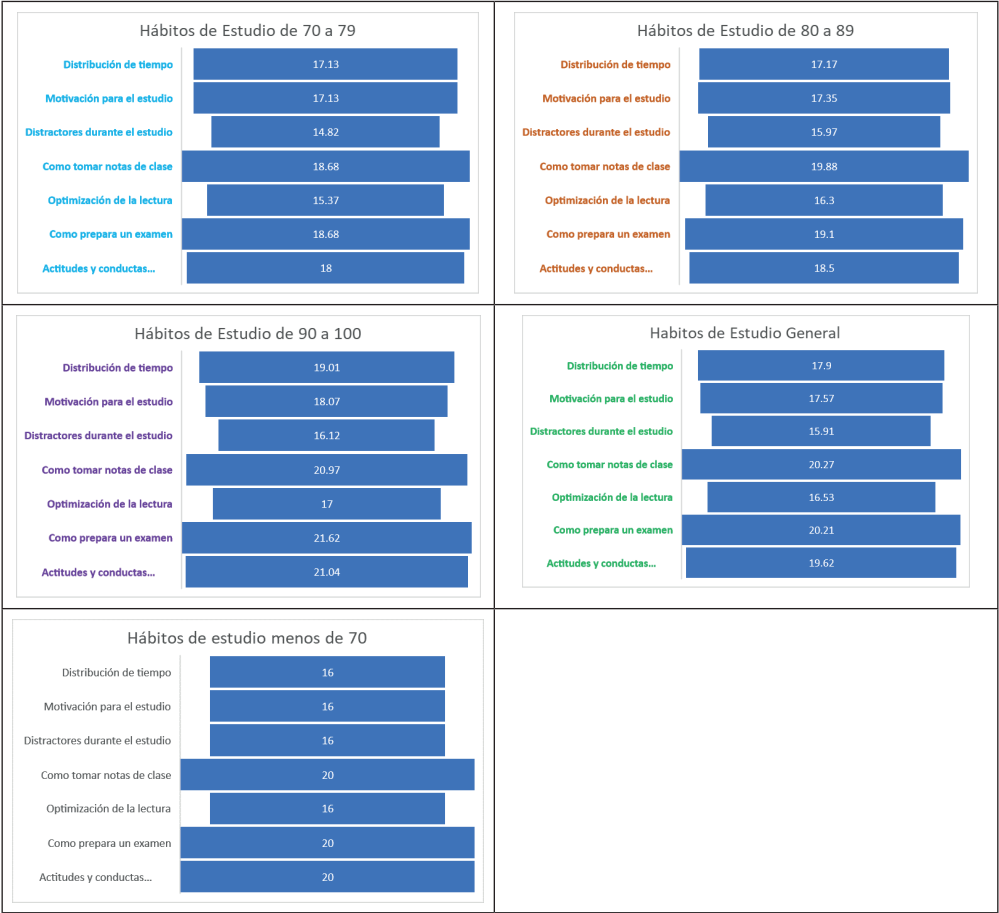 Hábitos de Estudio de 70 a 79
Distribución de tiempo 17.13
Motivación para el estudio 17.13
Distractores durante el estudio 14.82
Como tomar notas de clase 18.68
Optimización de la lectura 15.37
Como prepara un examen 18.68
Actitudes y conductas... 18
Hábitos de Estudio de 80 a 89
Distribución de tiempo 17.17
Motivación para el estudio 17.35
Distractores durante el estudio 15.97
Como tomar notas de clase 19.88
Optimización de la lectura 16.3
Como prepara un examen 19.1
Actitudes y conductas... 18.5
Hábitos de Estudio de 90 a 100
Distribución de tiempo 19.01
Motivación para el estudio 18.07
Distractores durante el estudio 16.12
Como tomar notas de clase 20.97
Optimización de la lectura 17
Como prepara un examen 21.62
Actitudes y conductas... 21.04
Habitos de Estudio General
Distribución de tiempo 17.9
Motivación para el estudio 17.57
Distractores durante el estudio 15.91
Como tomar notas de clase 20.27
Optimización de la lectura 16.53
Como prepara un examen 20.21
Actitudes y conductas... 19.62
Hábitos de estudio menos de 70
Distribución de tiempo 16
Motivación para el estudio 16
Distractores durante el estudio 16
Como tomar notas de clase 20
Optimización de la lectura 16
Como prepara un examen 20
Actitudes y conductas... 20